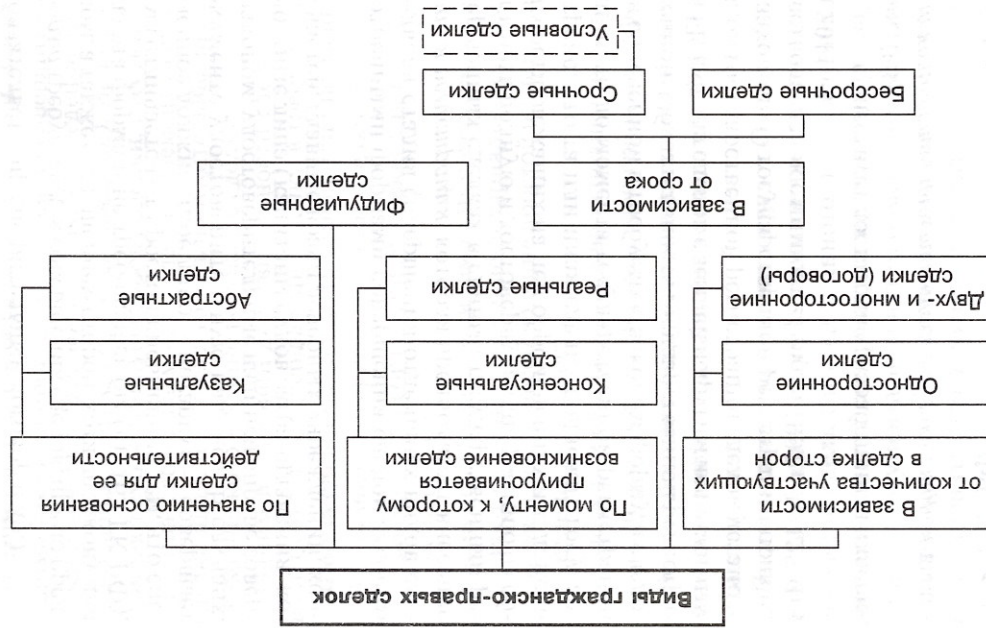 Виды гражданско-правых сделок
В зависимости
от количества участвующих
в сделке сторон
Односторонние
сделки
Двух- и многосторонние
сделки (договоры)
По моменту, к которому
приурочивается
возникновение сделки
Консенсуальные
сделки
Реальные сделки
По значению основания
сделки для ее
действительности
Казуальные
сделки
Абстрактные
сделки
В зависимости
от срока
Бессрочные сделки
Срочные сделки
Условные сделки
Фидуциарные
сделки